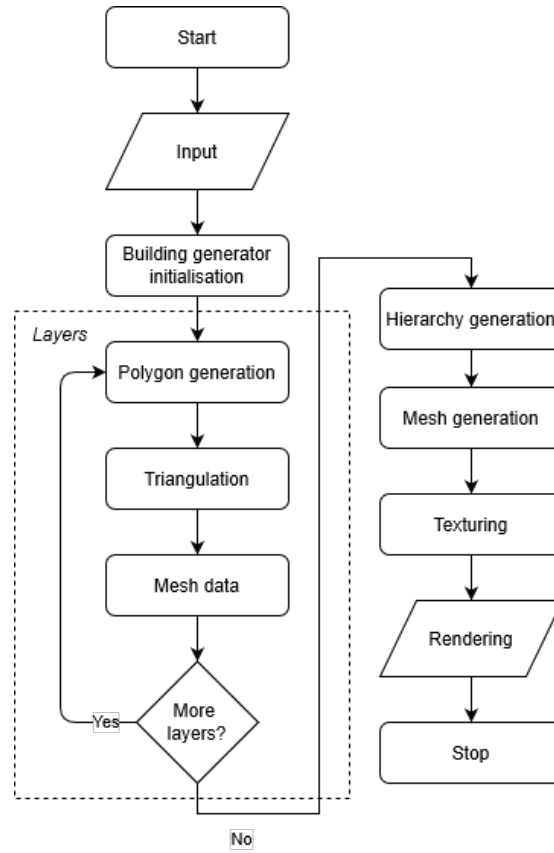 Start
Input
Building generator
initialisation
Layers
Polygon generation
Triangulation
Mesh data
More
layers?
Yes
No
Hierarchy generation
Mesh generation
Texturing
Rendering
Stop